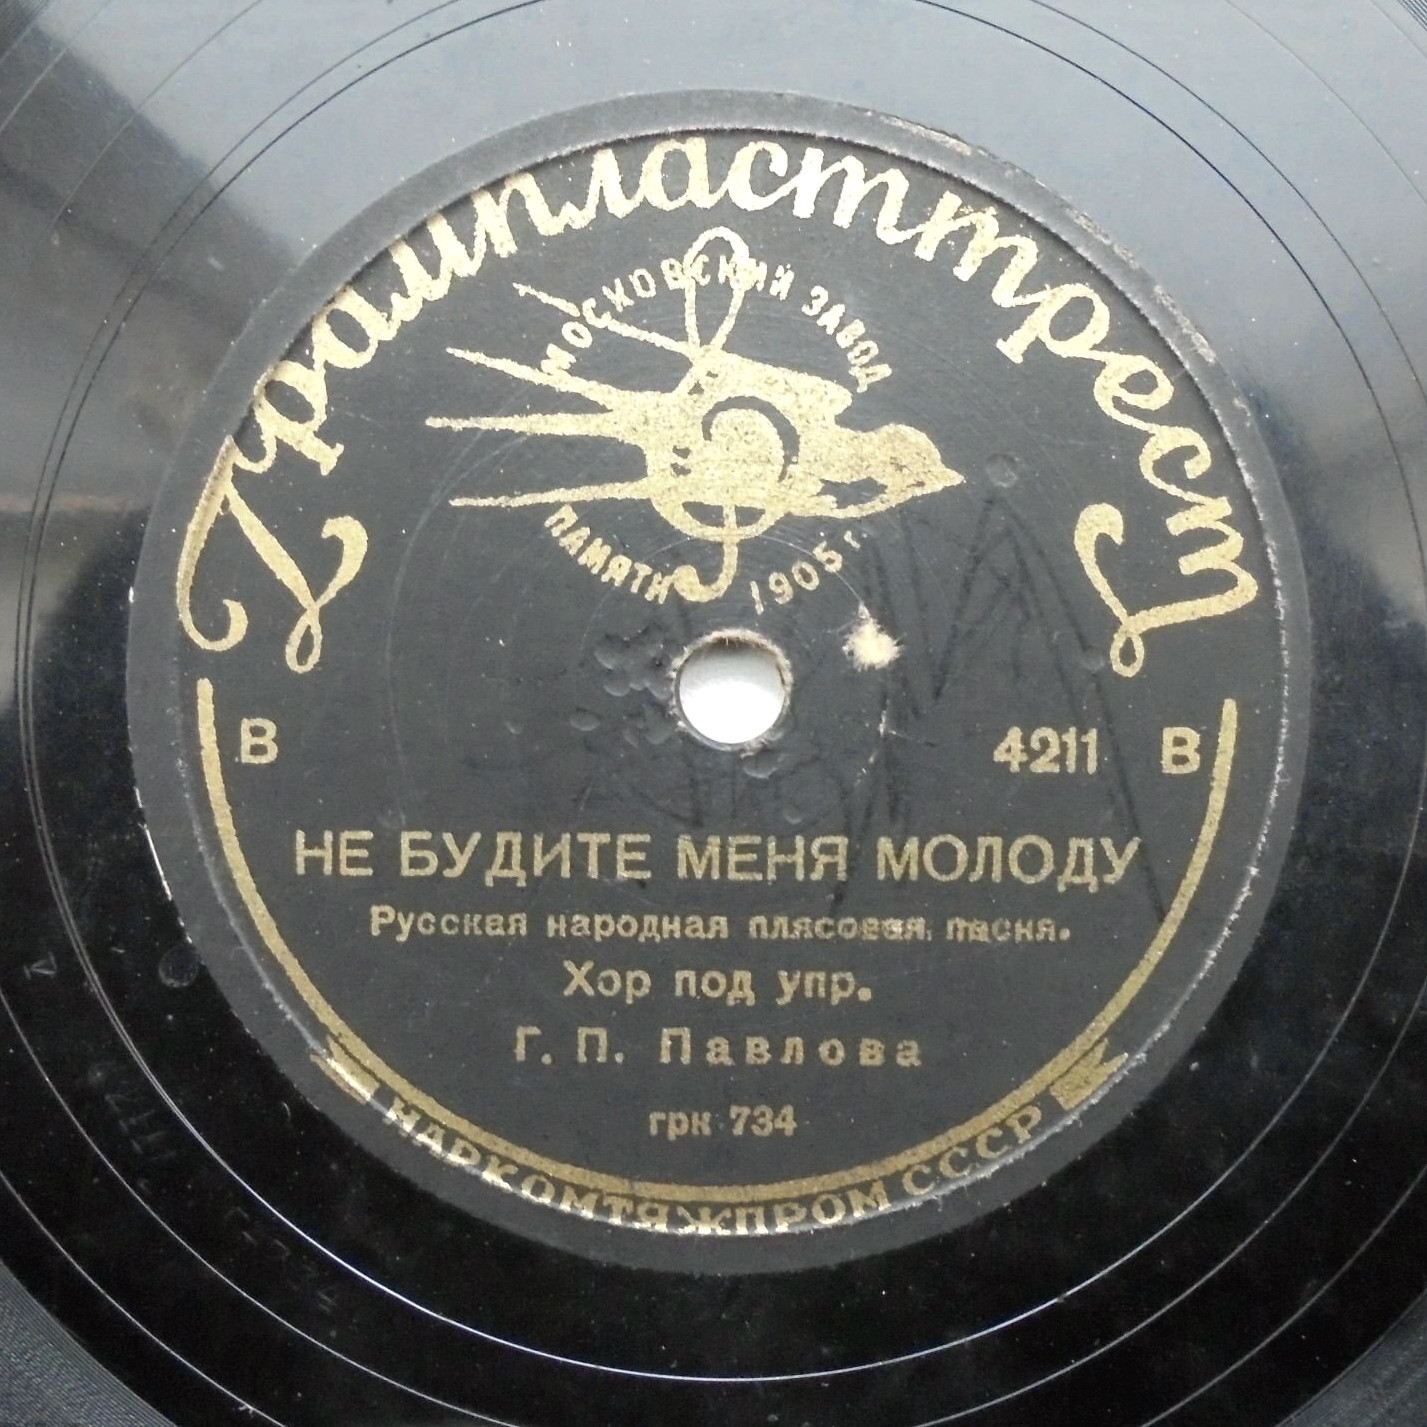 Грампласттрест
МОСКОВСКИЙ ЗАВОД
ПАМЯТИ 1905 г.
В 4211 В
НЕ БУДИТЕ МЕНЯ МОЛОДУ
Русская народная плясовая песня.
Хор под упр.
Г. П. Павлова
грк 734
НАРКОМТЯЖПРОМ СССР